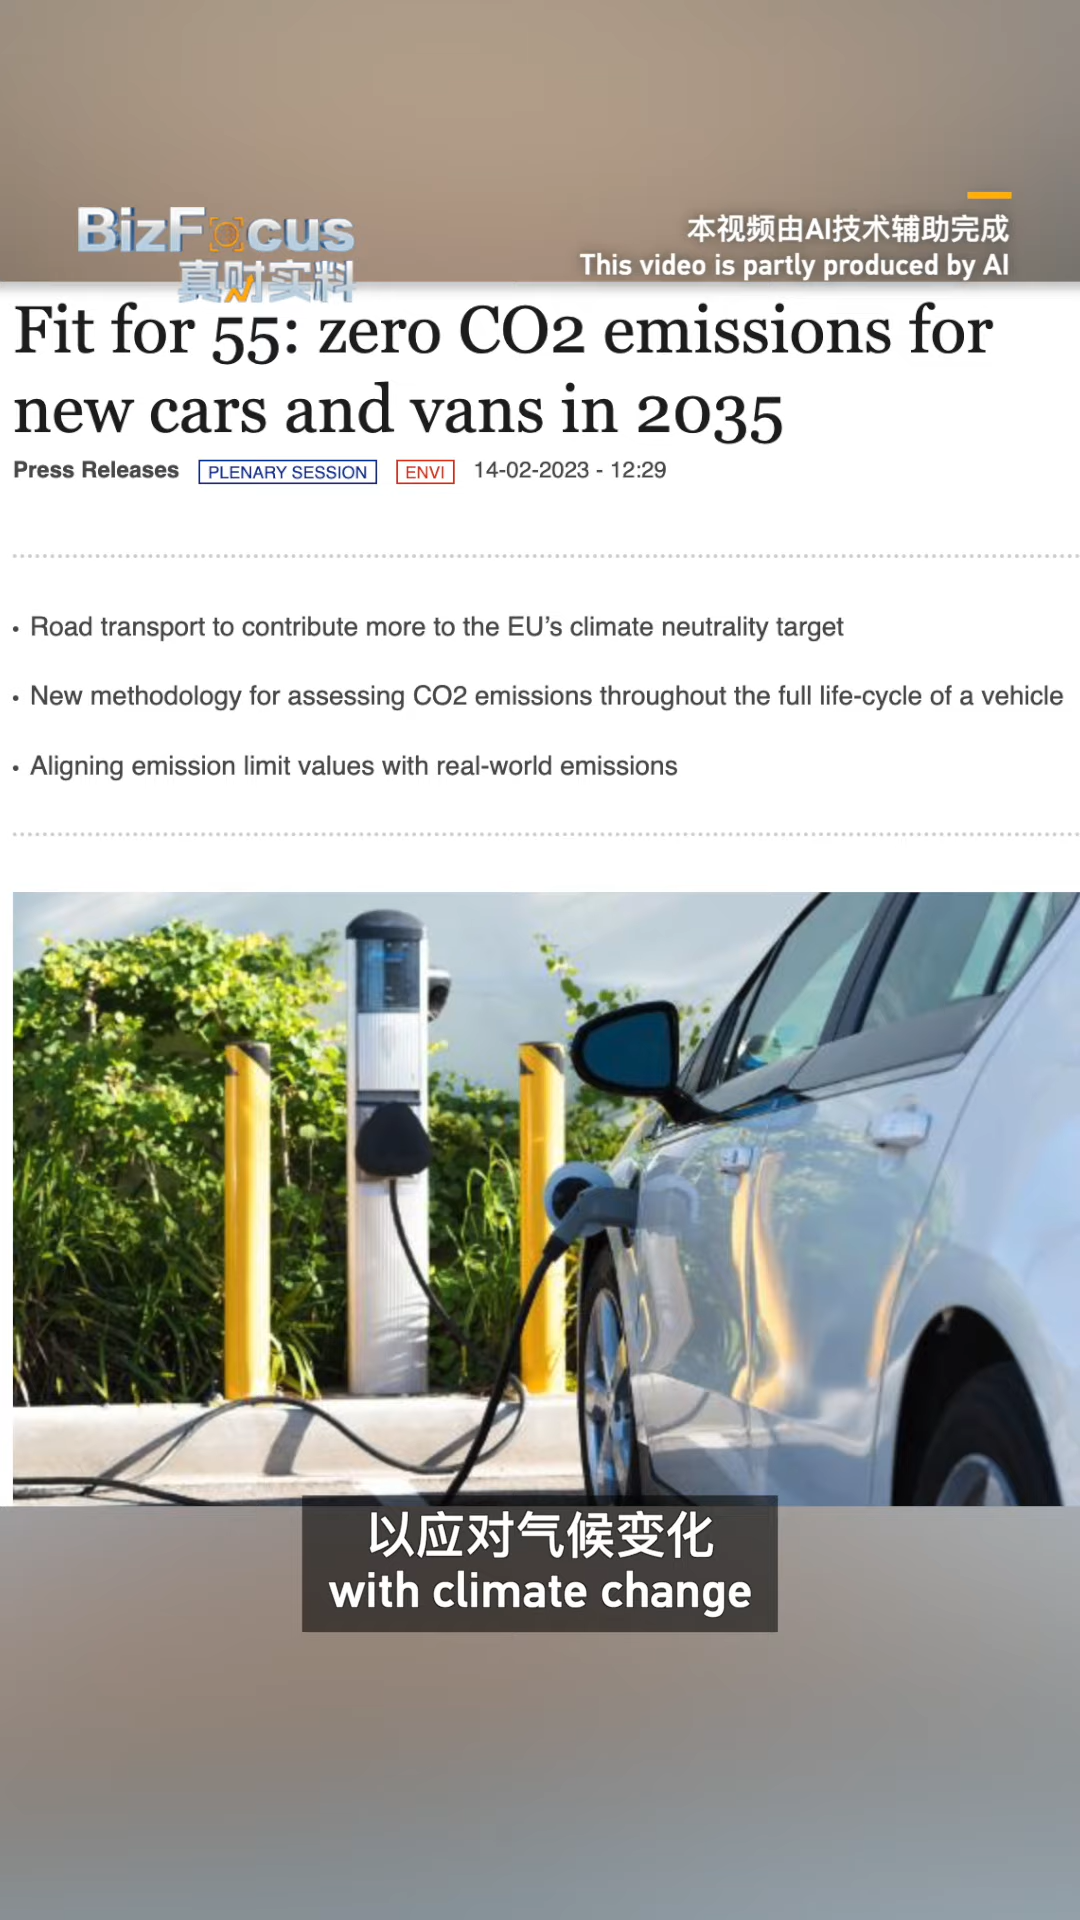 BizFocus
真财实料
本视频由AI技术辅助完成
This video is partly produced by AI
Fit for 55: zero CO2 emissions for
new cars and vans in 2035
Press Releases PLENARY SESSION ENVI 14-02-2023 - 12:29
• Road transport to contribute more to the EU’s climate neutrality target
• New methodology for assessing CO2 emissions throughout the full life-cycle of a vehicle
• Aligning emission limit values with real-world emissions
以应对气候变化
with climate change